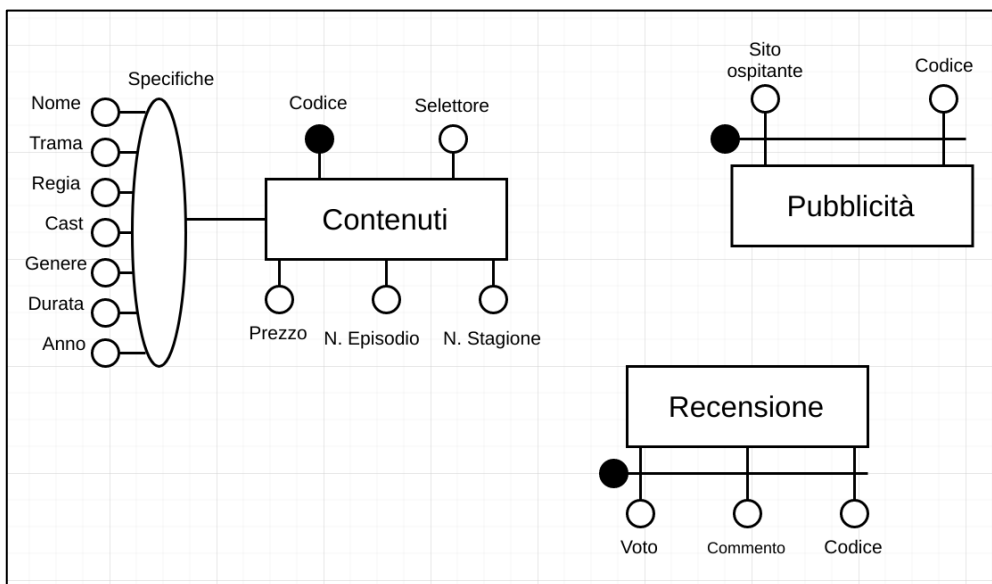 Specifiche
Nome
Trama
Regia
Cast
Genere
Durata
Anno
Codice
Selettore
Contenuti
Prezzo
N. Episodio
N. Stagione
Sito
ospitante
Codice
Pubblicità
Recensione
Voto
Commento
Codice